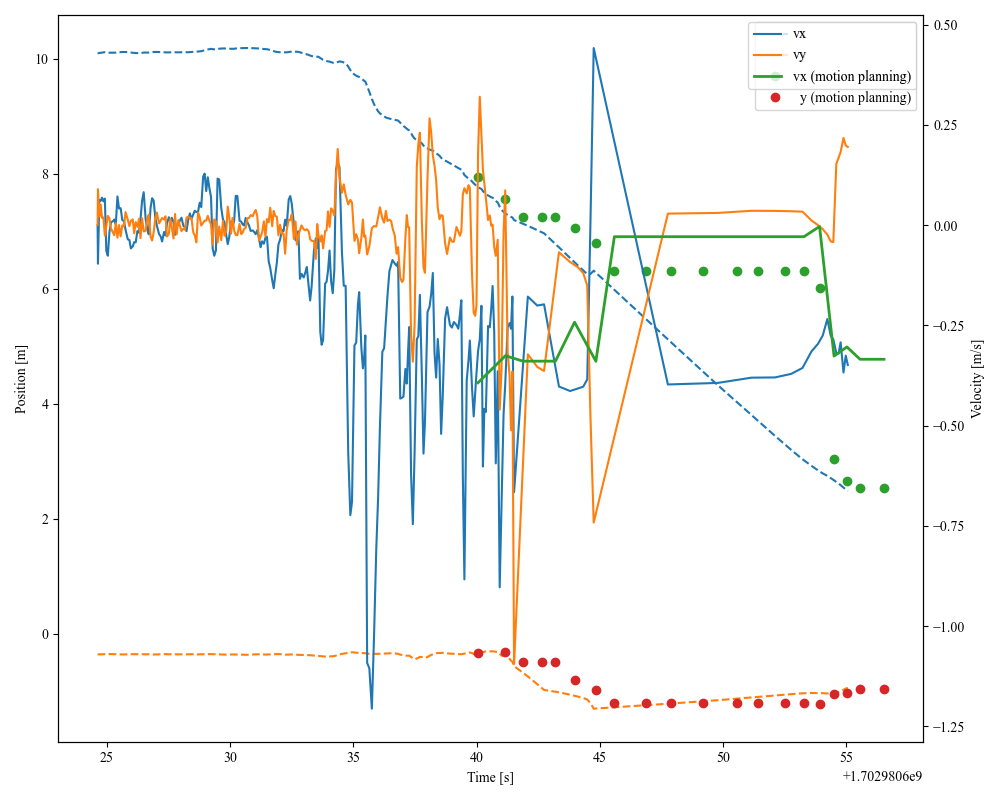 vx
vy
vx (motion planning)
y (motion planning)
10
8
6
4
2
0
Position [m]
0.50
0.25
0.00
−0.25
−0.50
−0.75
−1.00
−1.25
Velocity [m/s]
25
30
35
40
45
50
55
Time [s]
+1.7029806e9